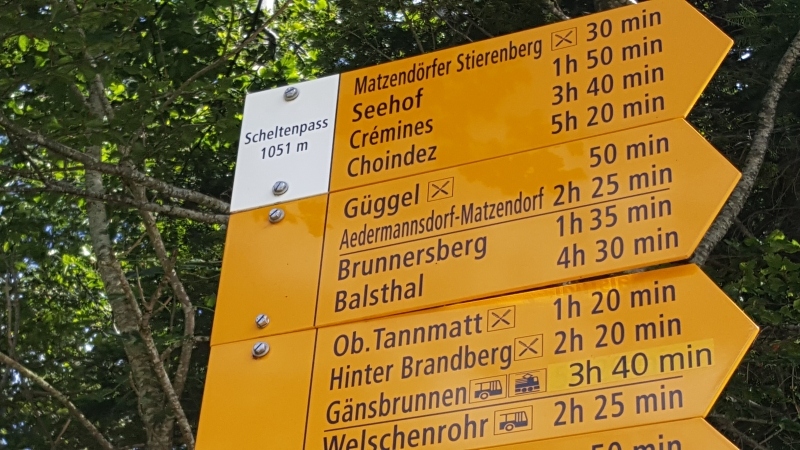 Scheltenpass
1051 m
Matzendörfer Stierenberg 30 min
Seehof 1h 50 min
Crémines 3h 40 min
Choindez 5h 20 min
Güggel 50 min
Aedermannsdorf-Matzendorf 2h 25 min
Brunnersberg 1h 35 min
Balsthal 4h 30 min
Ob. Tannmatt 1h 20 min
Hinter Brandberg 2h 20 min
Gänsbrunnen 3h 40 min
Welschenrohr 2h 25 min
50 min